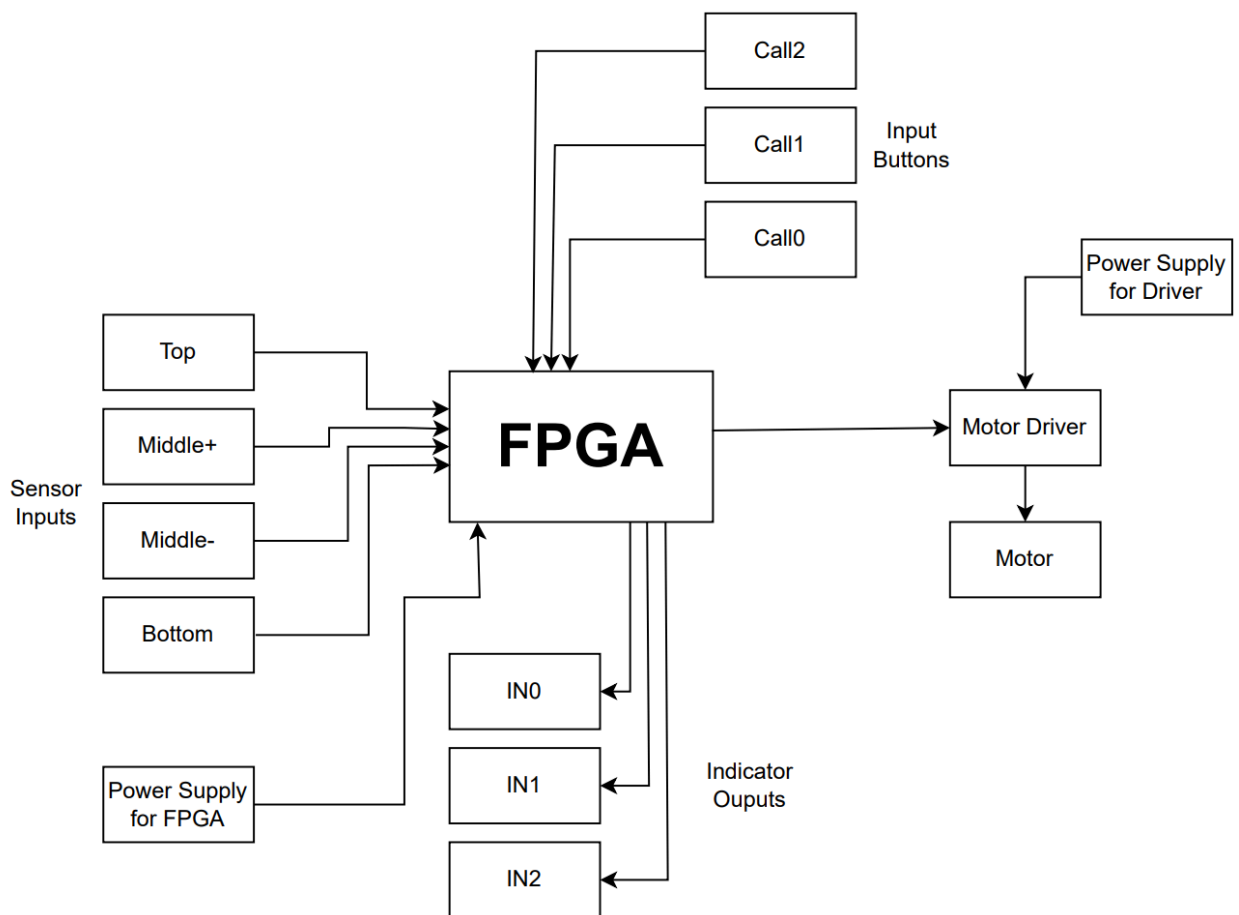 Call2
Call1
Input
Buttons
Call0
Power Supply
for Driver
Top
Middle+
FPGA
Motor Driver
Sensor
Inputs
Middle-
Motor
Bottom
IN0
Power Supply
for FPGA
IN1
Indicator
Ouputs
IN2